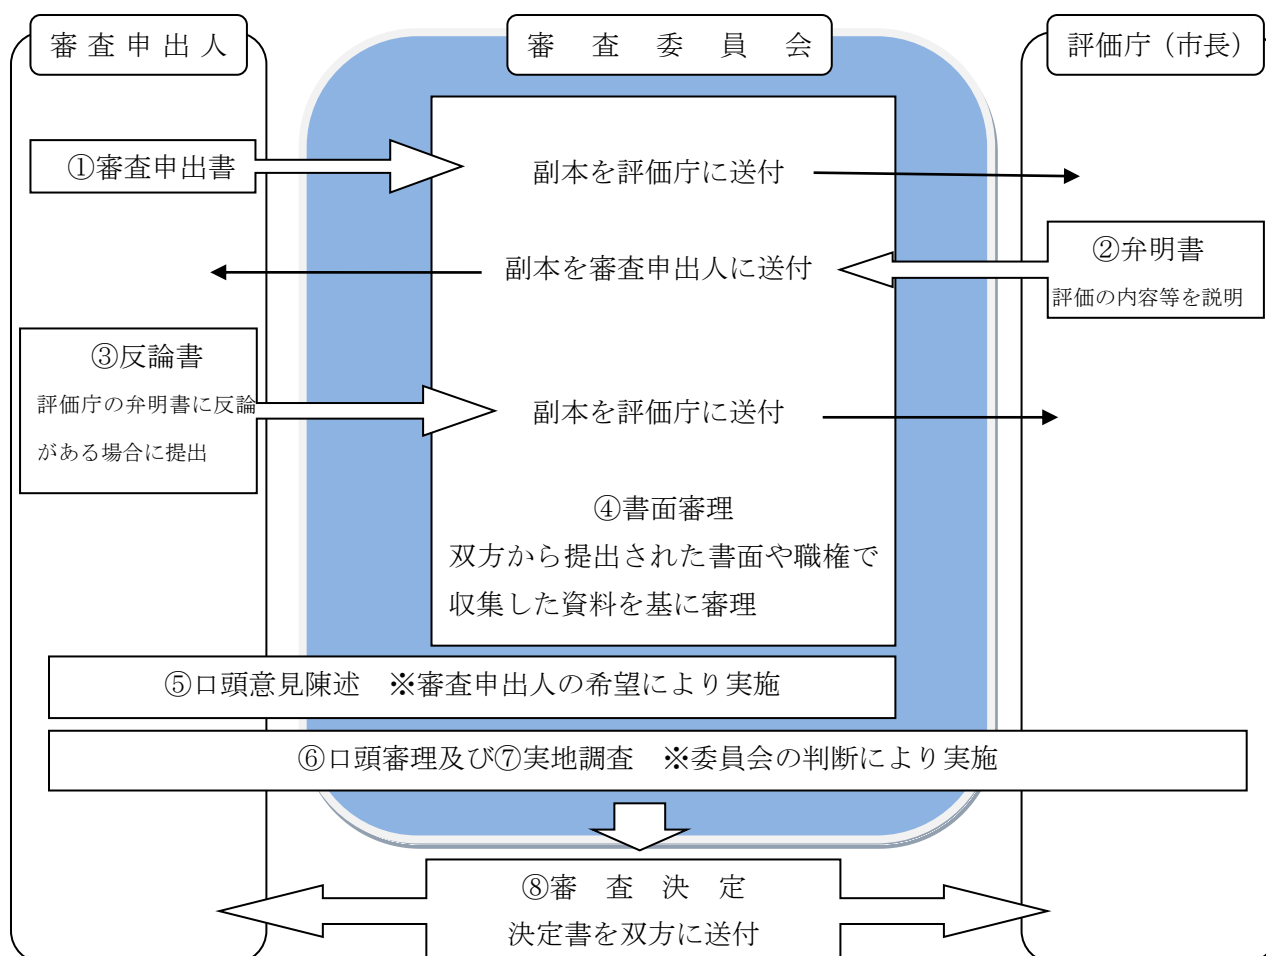 審査申出人
審査委員会
評価庁（市長）
①審査申出書
副本を評価庁に送付
副本を審査申出人に送付
②弁明書
評価の内容等を説明
③反論書
評価庁の弁明書に反論
がある場合に提出
副本を評価庁に送付
④書面審理
双方から提出された書面や職権で
収集した資料を基に審理
⑤口頭意見陳述　※審査申出人の希望により実施
⑥口頭審理及び⑦実地調査　※委員会の判断により実施
⑧審　査　決　定
決定書を双方に送付